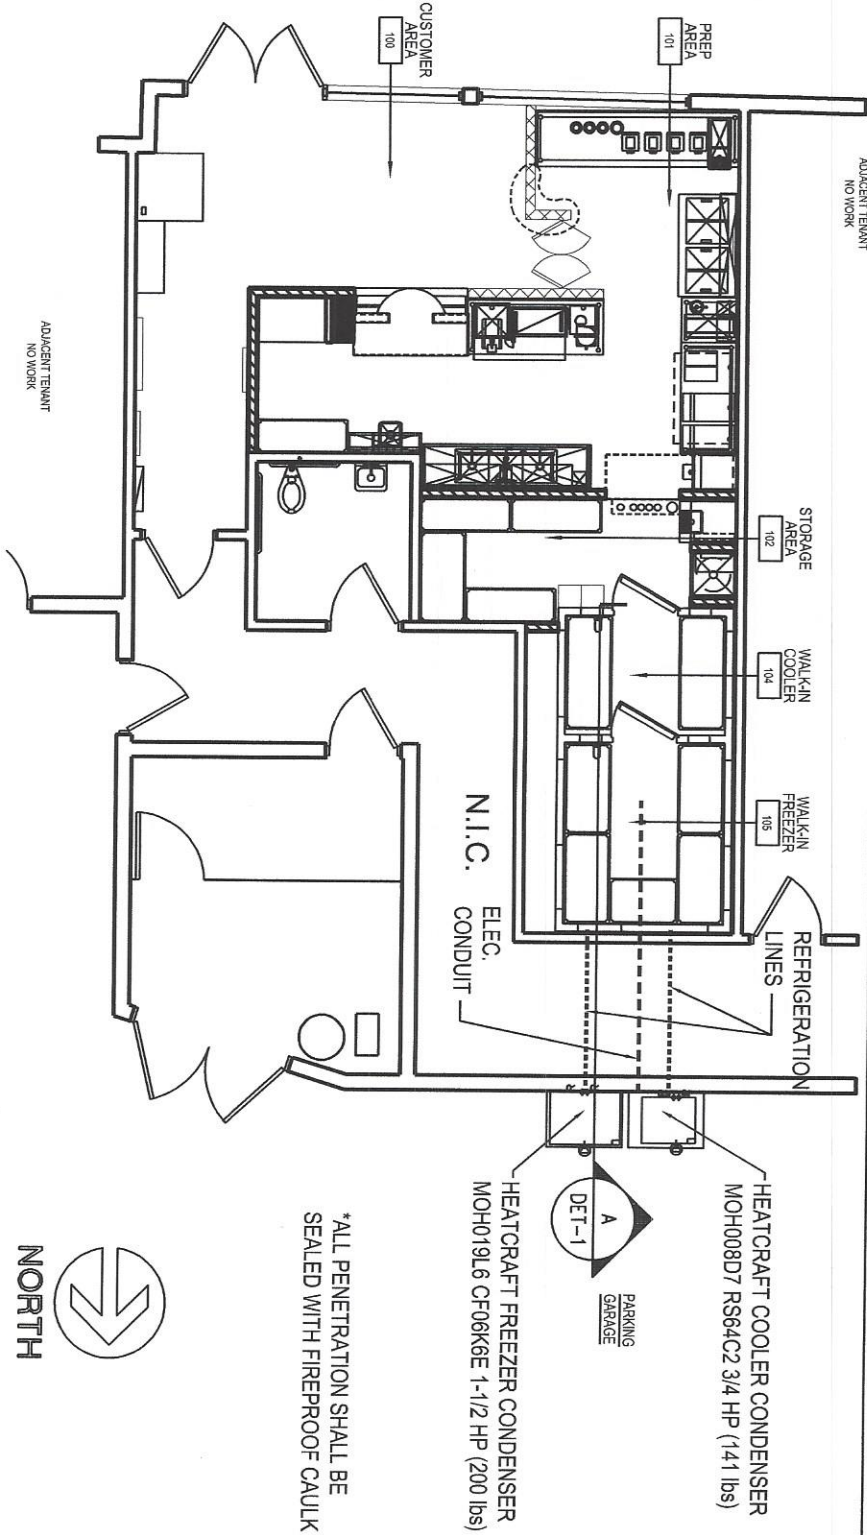 ADJACENT TENANT
NO WORK
PREP
AREA
101
CUSTOMER
AREA
100
STORAGE
AREA
102
WALK-IN
COOLER
104
WALK-IN
FREEZER
105
REFRIGERATION
LINES
N.I.C.
ELEC.
CONDUIT
ADJACENT TENANT
NO WORK
HEATCRAFT COOLER CONDENSER
MOH008D7 RS64C2 3/4 HP (141 lbs)
PARKING
GARAGE
A
DET-1
HEATCRAFT FREEZER CONDENSER
MOH019L6 CF06K6E 1-1/2 HP (200 lbs)
*ALL PENETRATION SHALL BE
SEALED WITH FIREPROOF CAULK
NORTH